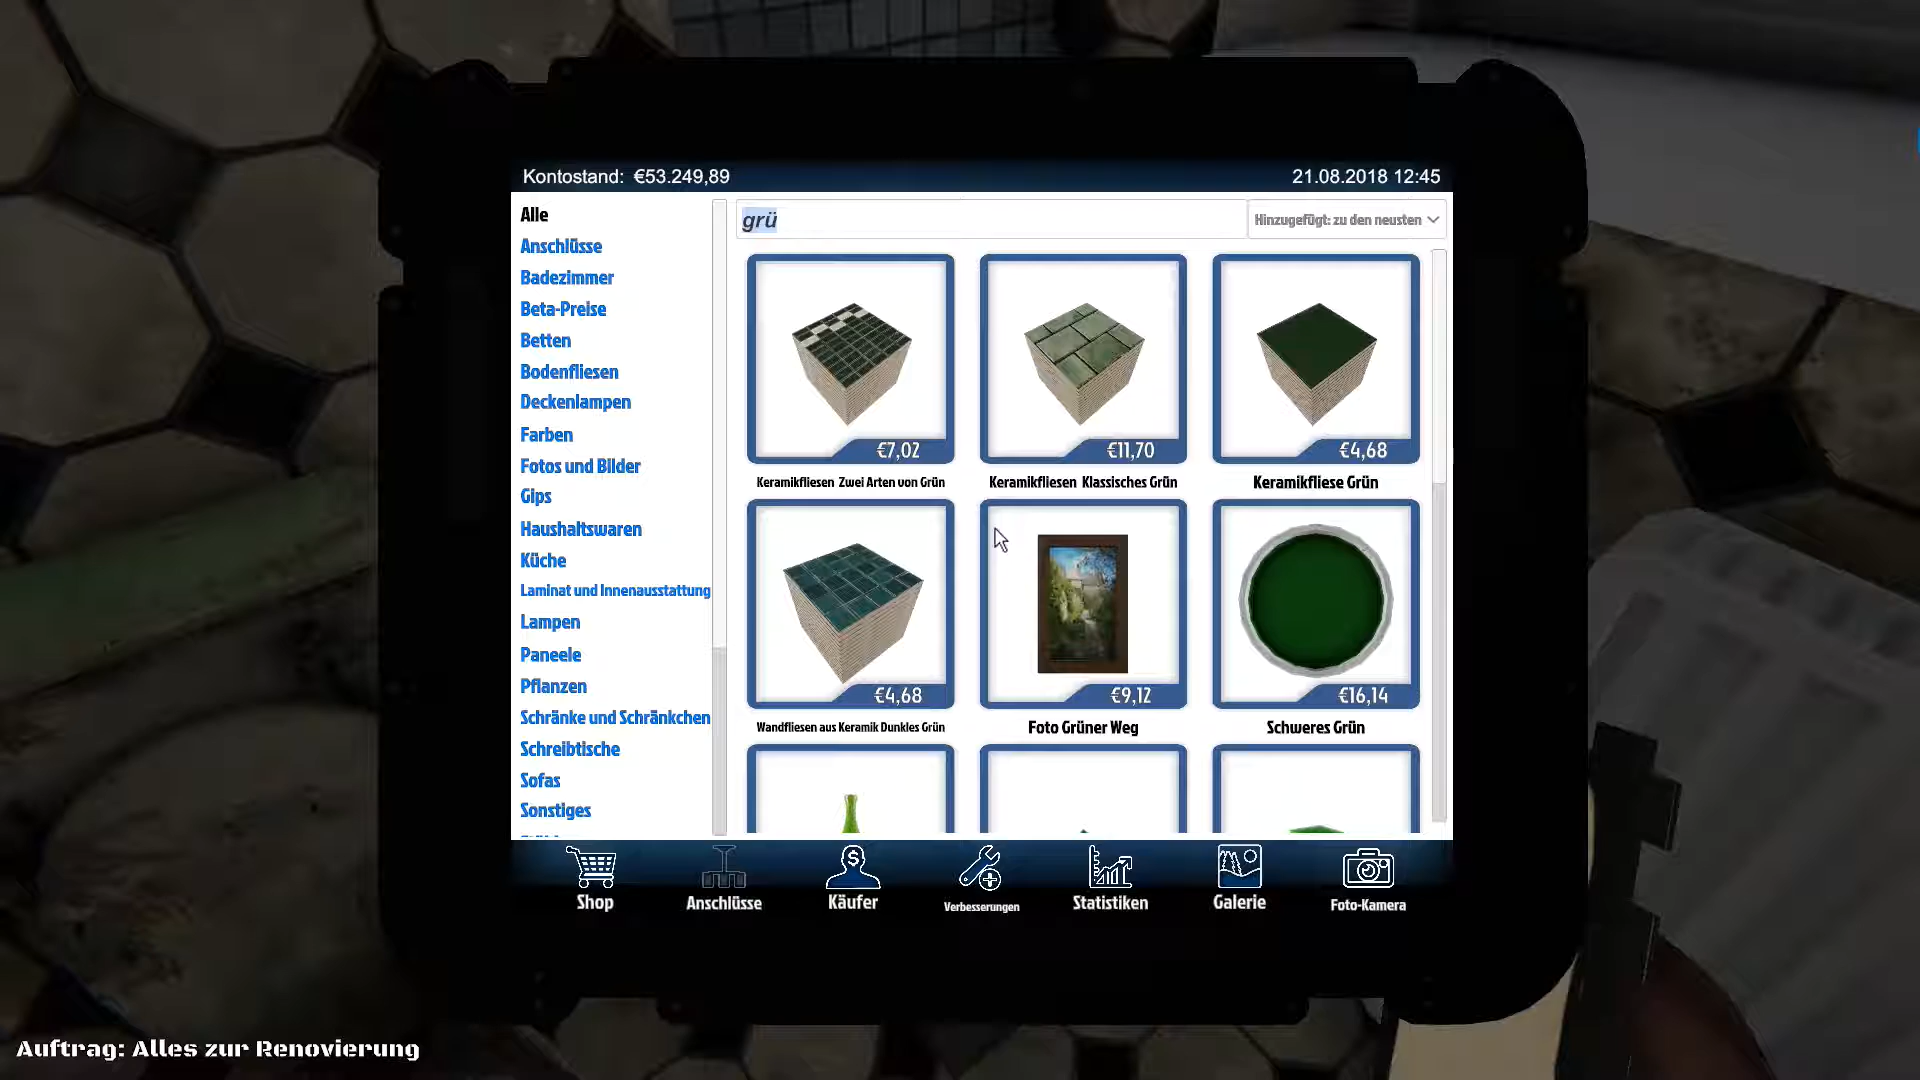 Kontostand: €53.249,89
21.08.2018 12:45
Alle
Anschlüsse
Badezimmer
Beta-Preise
Betten
Bodenfliesen
Deckenlampen
Farben
Fotos und Bilder
Gips
Haushaltswaren
Küche
Laminat und Innenausstattung
Lampen
Paneele
Pflanzen
Schränke und Schränkchen
Schreibtische
Sofas
Sonstiges
grü
Hinzugefügt: zu den neusten
€7,02
€11,70
€4,68
Keramikfliesen Zwei Arten von Grün
Keramikfliesen Klassisches Grün
Keramikfliese Grün
€4,68
€9,12
€16,14
Wandfliesen aus Keramik Dunkles Grün
Foto Grüner Weg
Schweres Grün
Shop
Anschlüsse
Käufer
Verbesserungen
Statistiken
Galerie
Foto-Kamera
Auftrag: Alles zur Renovierung